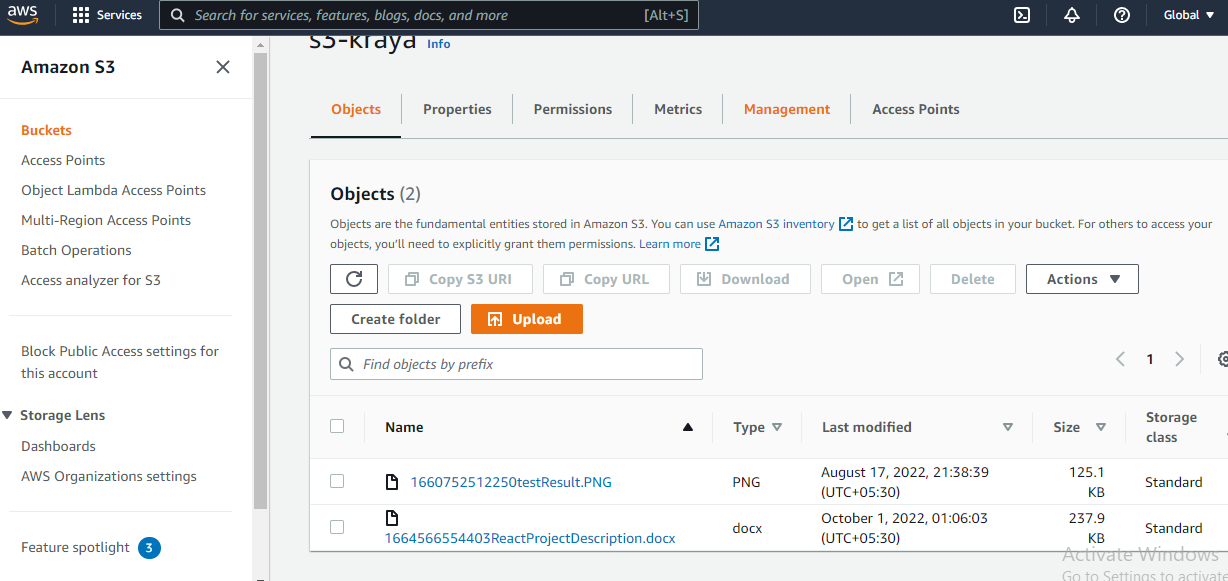 aws
Services
Search for services, features, blogs, docs, and more
[Alt+S]
Global
Amazon S3
s3-kraya Info
Objects
Properties
Permissions
Metrics
Management
Access Points
Buckets
Access Points
Object Lambda Access Points
Multi-Region Access Points
Batch Operations
Access analyzer for S3
Block Public Access settings for
this account
Storage Lens
Dashboards
AWS Organizations settings
Feature spotlight 3
Objects (2)
Objects are the fundamental entities stored in Amazon S3. You can use Amazon S3 inventory to get a list of all objects in your bucket. For others to access your
objects, you'll need to explicitly grant them permissions. Learn more
Copy S3 URI
Copy URL
Download
Open
Delete
Actions
Create folder
Upload
Find objects by prefix
1
Name
Type
Last modified
Size
Storage
class
1660752512250testResult.PNG
PNG
August 17, 2022, 21:38:39
(UTC+05:30)
125.1
KB
Standard
1664566554403ReactProjectDescription.docx
docx
October 1, 2022, 01:06:03
(UTC+05:30)
237.9
KB
Standard
Activate Windows
Go to Settings to activate